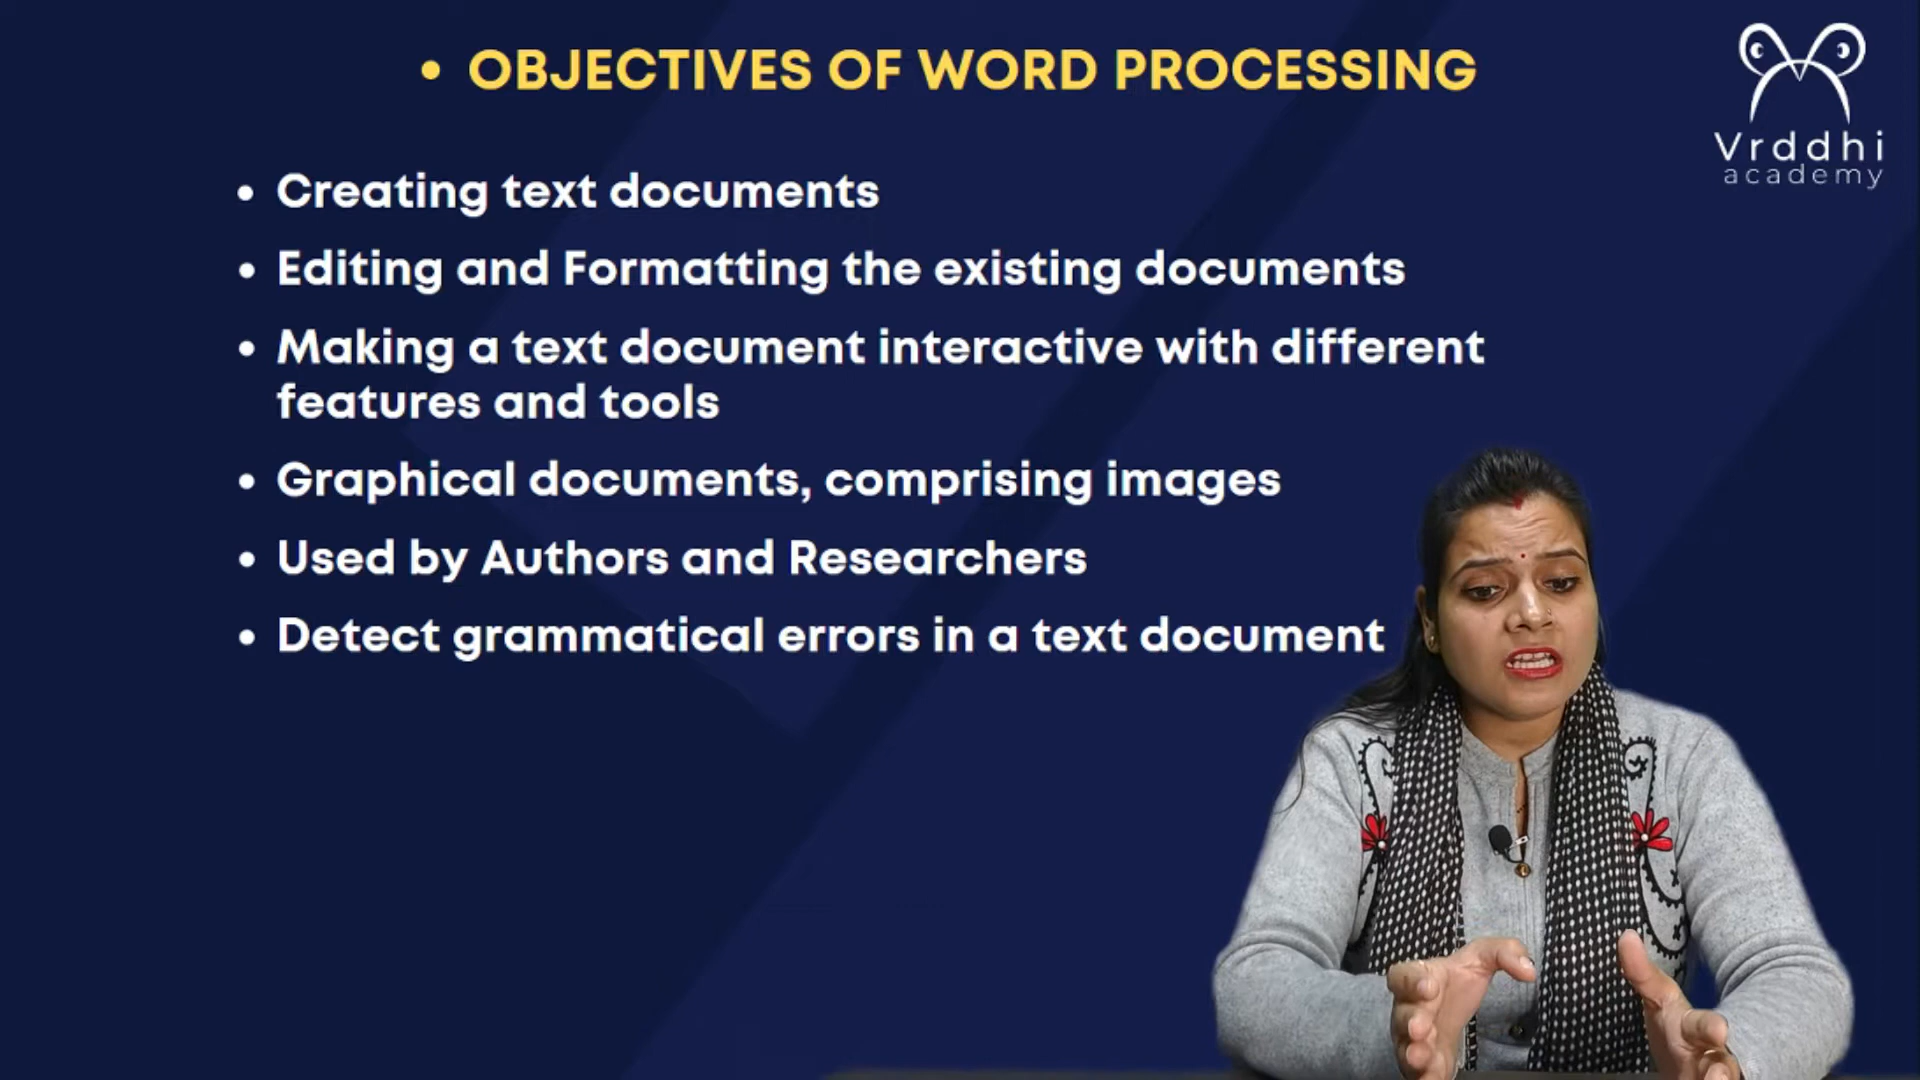 • OBJECTIVES OF WORD PROCESSING
Vrddhi
academy
• Creating text documents
• Editing and Formatting the existing documents
• Making a text document interactive with different
features and tools
• Graphical documents, comprising images
• Used by Authors and Researchers
• Detect grammatical errors in a text document